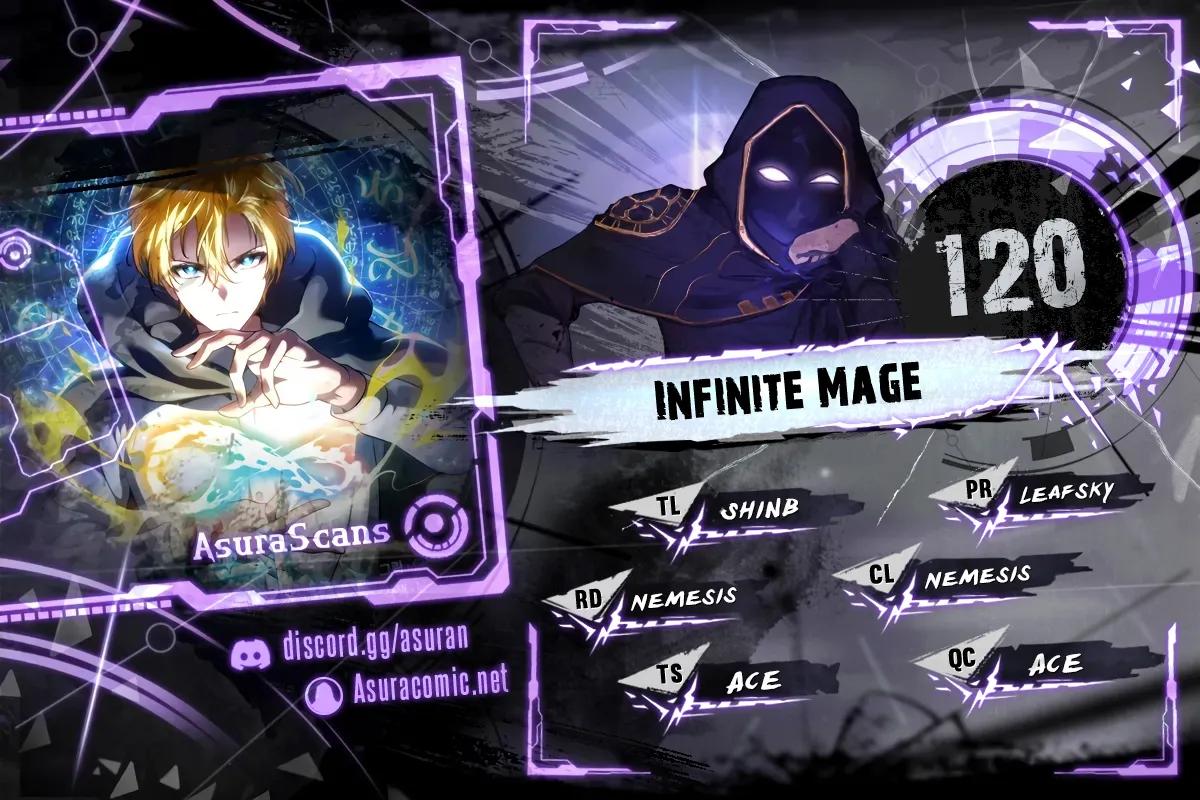 120
INFINITE MAGE
TL SHINB
PR LEAFSKY
RD NEMESIS
CL NEMESIS
TS ACE
QC ACE
AsuraScans
discord.gg/asuran
Asuracomic.net